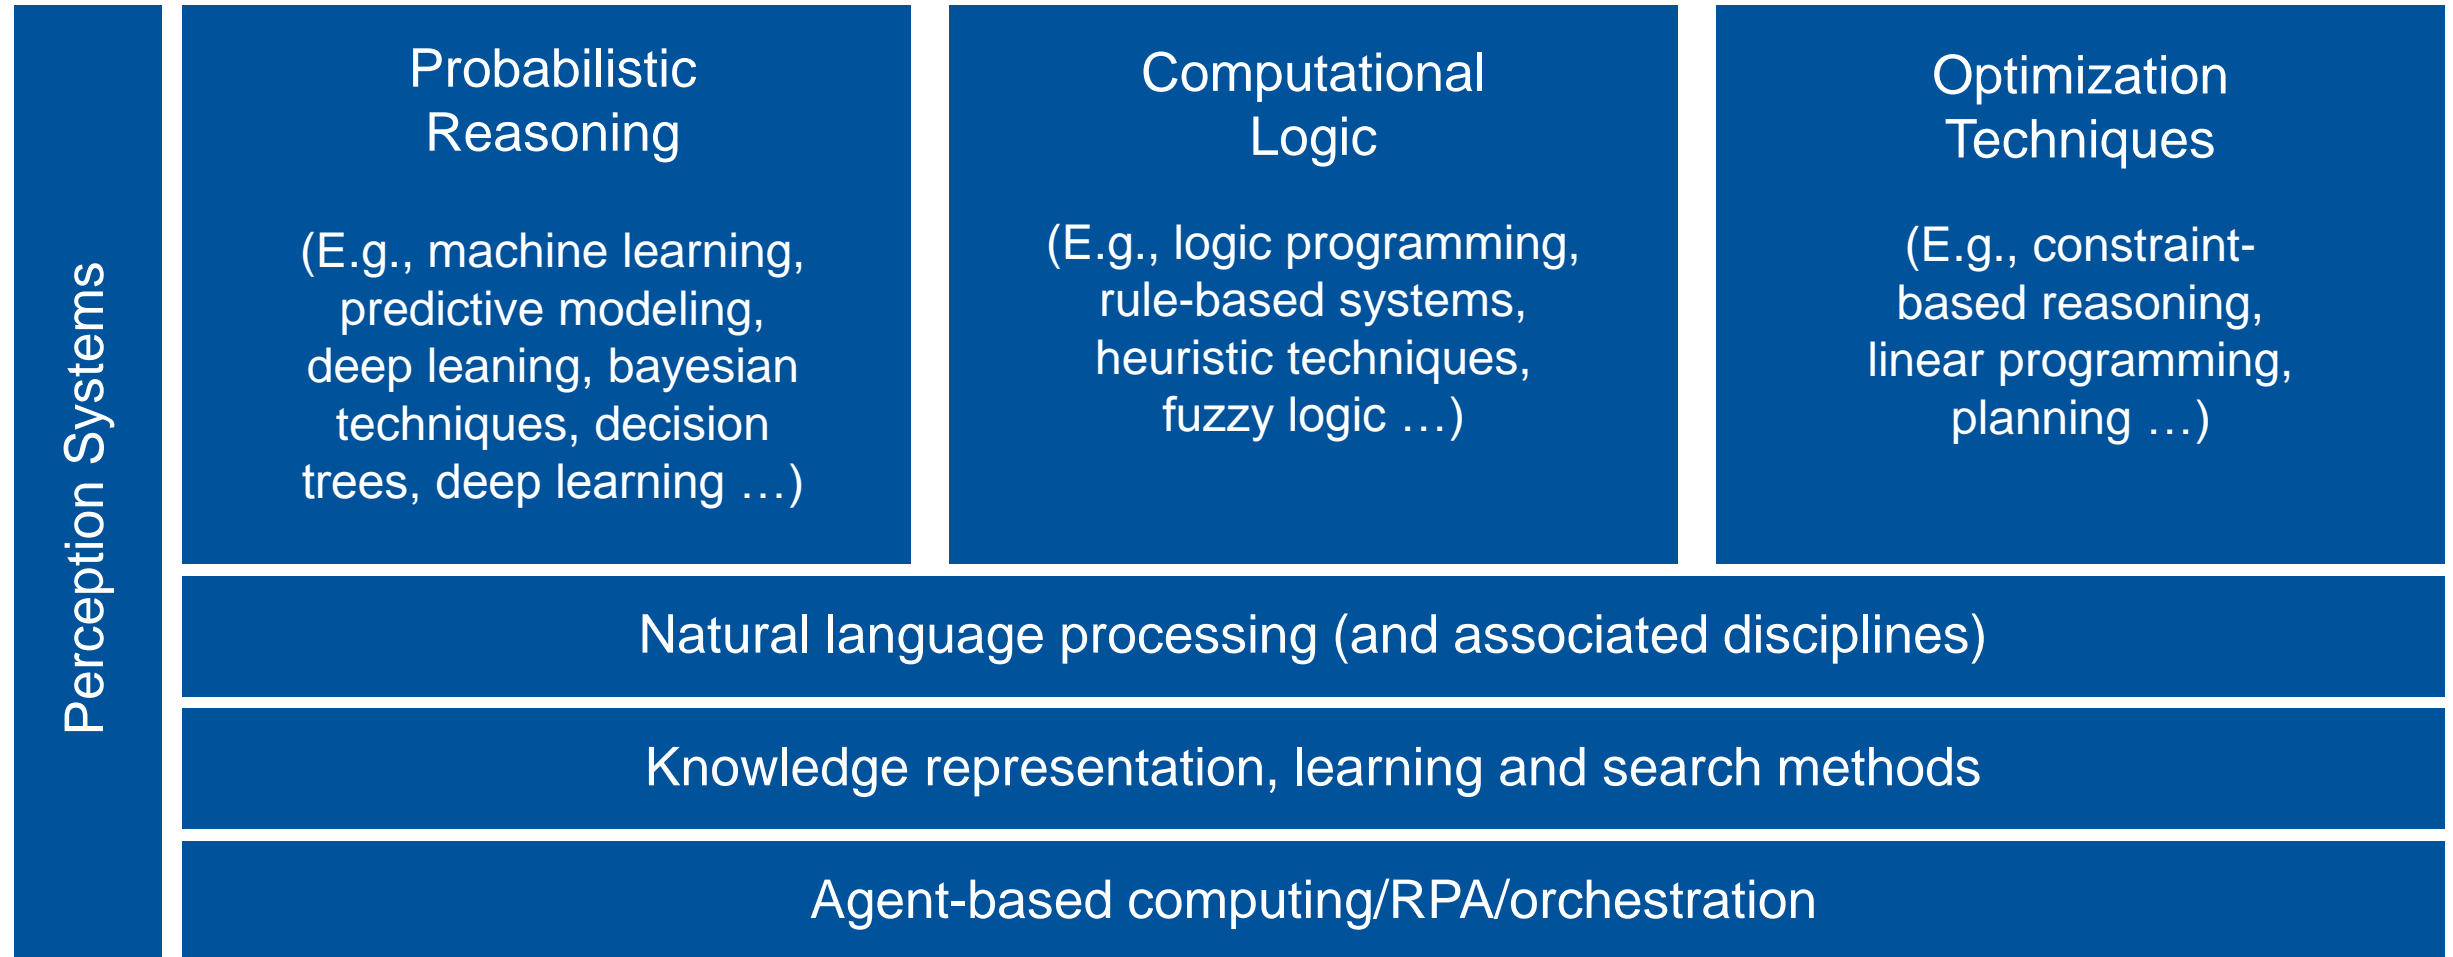 Perception Systems
Probabilistic
Reasoning
(E.g., machine learning,
predictive modeling,
deep leaning, bayesian
techniques, decision
trees, deep learning …)
Computational
Logic
(E.g., logic programming,
rule-based systems,
heuristic techniques,
fuzzy logic …)
Optimization
Techniques
(E.g., constraint-
based reasoning,
linear programming,
planning …)
Natural language processing (and associated disciplines)
Knowledge representation, learning and search methods
Agent-based computing/RPA/orchestration